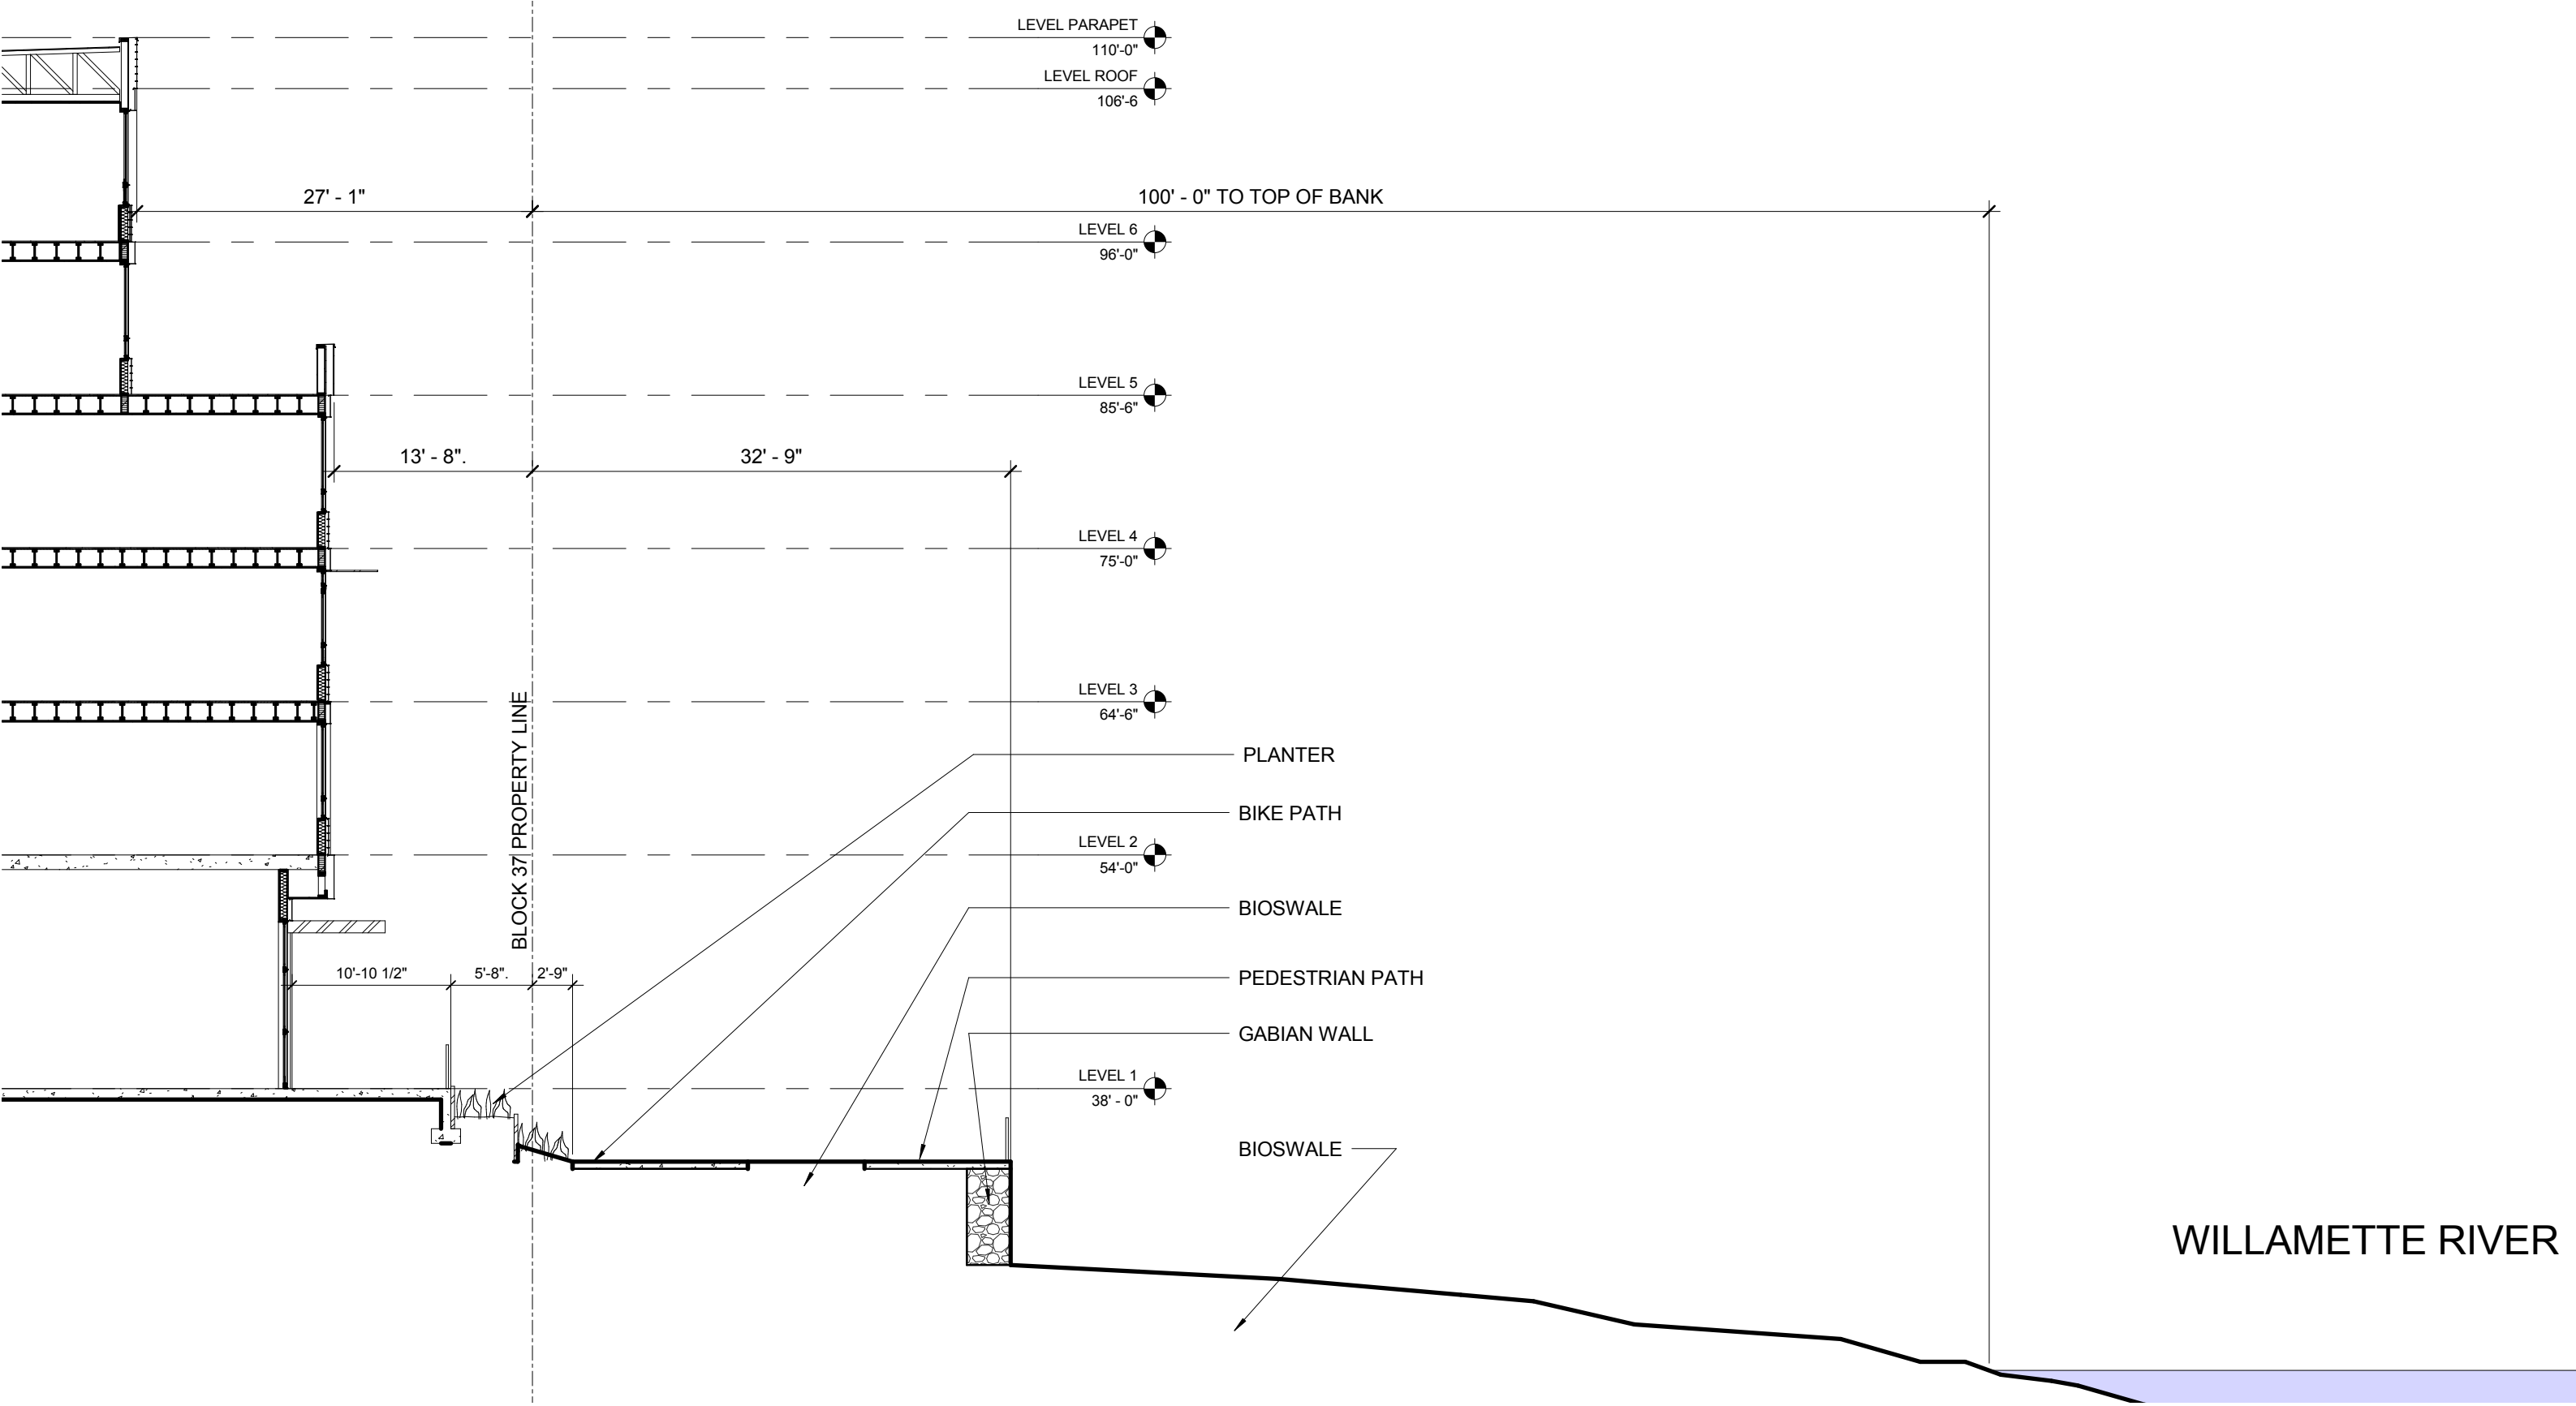 LEVEL PARAPET
110'-0"
LEVEL ROOF
106'-6
27' - 1"
100' - 0" TO TOP OF BANK
LEVEL 6
96'-0"
LEVEL 5
85'-6"
13' - 8".
32' - 9"
LEVEL 4
75'-0"
LEVEL 3
64'-6"
BLOCK 37 PROPERTY LINE
PLANTER
BIKE PATH
LEVEL 2
54'-0"
BIOSWALE
10'-10 1/2"
5'-8".
2'-9"
PEDESTRIAN PATH
GABIAN WALL
LEVEL 1
38' - 0"
BIOSWALE
WILLAMETTE RIVER